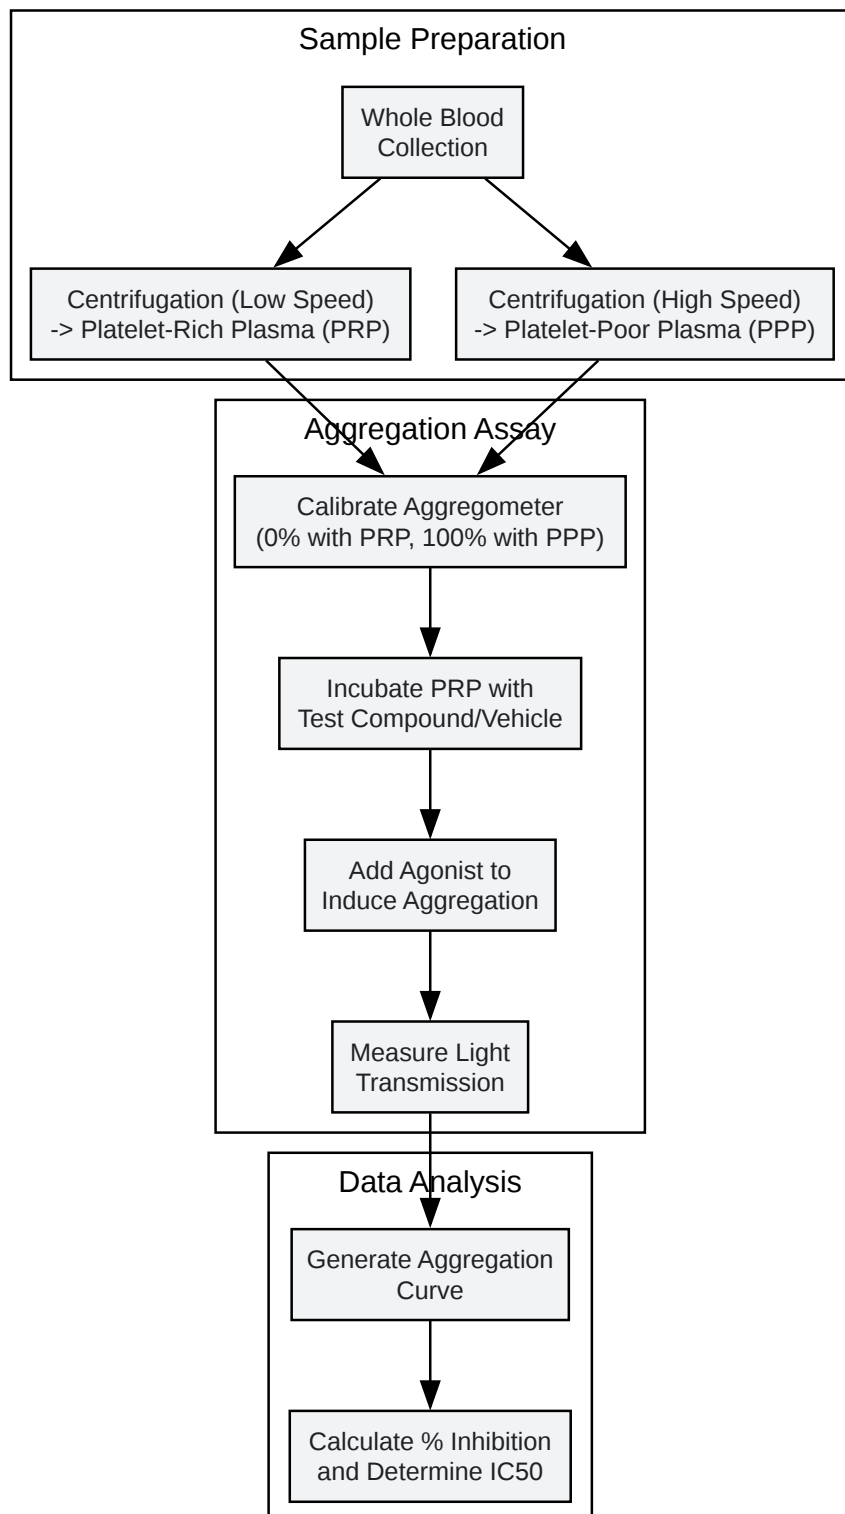 Sample Preparation
Whole Blood
Collection
Centrifugation (Low Speed)
-> Platelet-Rich Plasma (PRP)
Centrifugation (High Speed)
-> Platelet-Poor Plasma (PPP)
Aggregation Assay
Calibrate Aggregometer
(0% with PRP, 100% with PPP)
Incubate PRP with
Test Compound/Vehicle
Add Agonist to
Induce Aggregation
Measure Light
Transmission
Data Analysis
Generate Aggregation
Curve
Calculate % Inhibition
and Determine IC50